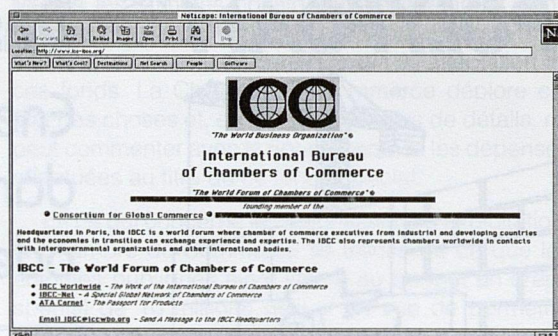 Netscape: International Bureau of Chambers of Commerce
Back Forward Home Reload Images Open Print Find Stop
N
Location:
What's New? What's Cool? Destinations Net Search People Software
ICC
"The World Business Organization"
International Bureau
of Chambers of Commerce
"The World Forum of Chambers of Commerce"
founding member of the
Consortium for Global Commerce
Headquartered in Paris, the IBCC is a world forum where chamber of commerce executives from industrial and developing countries
and the economies in transition can exchange experience and expertise. The IBCC also represents chambers worldwide in contacts
with intergovernmental organizations and other international bodies.
IBCC - The World Forum of Chambers of Commerce
• IBCC Worldwide - The Work of the International Bureau of Chambers of Commerce
• IBCC-Net - A Special Global Network of Chambers of Commerce
• ATA Carnet - The Passport for Products
Email IBCC@iccwbo.org - Send A Message to the IBCC Headquarters